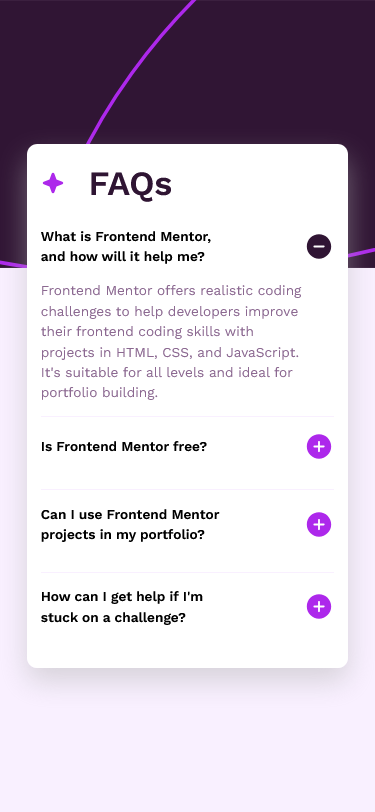 FAQs
What is Frontend Mentor,
and how will it help me?
Frontend Mentor offers realistic coding
challenges to help developers improve
their frontend coding skills with
projects in HTML, CSS, and JavaScript.
It's suitable for all levels and ideal for
portfolio building.
Is Frontend Mentor free?
Can I use Frontend Mentor
projects in my portfolio?
How can I get help if I'm
stuck on a challenge?